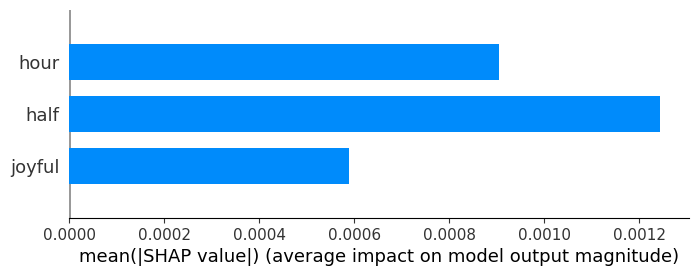 hour
half
joyful
0.0000 0.0002 0.0004 0.0006 0.0008 0.0010 0.0012
mean(|SHAP value|) (average impact on model output magnitude)